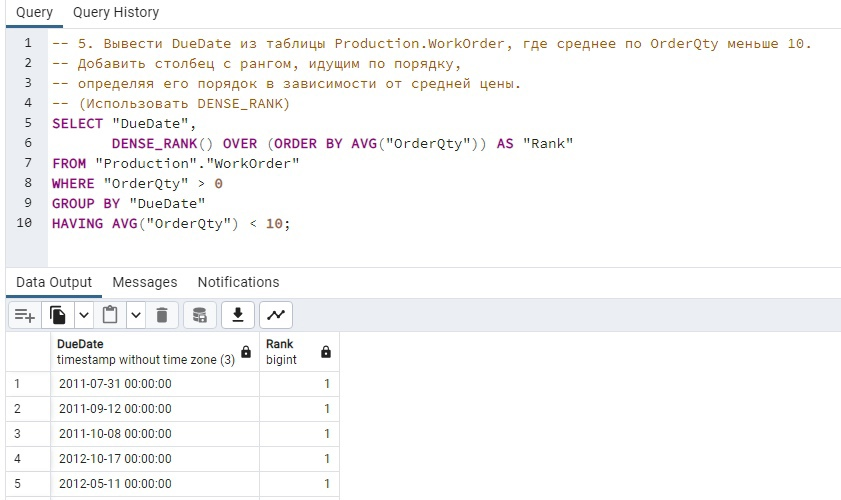 Query Query History
1 -- 5. Вывести DueDate из таблицы Production.WorkOrder, где среднее по OrderQty меньше 10.
2 -- Добавить столбец с рангом, идущим по порядку,
3 -- определяя его порядок в зависимости от средней цены.
4 -- (Использовать DENSE_RANK)
5 SELECT "DueDate",
6 DENSE_RANK() OVER (ORDER BY AVG("OrderQty")) AS "Rank"
7 FROM "Production"."WorkOrder"
8 WHERE "OrderQty" > 0
9 GROUP BY "DueDate"
10 HAVING AVG("OrderQty") < 10;
Data Output Messages Notifications
DueDate Rank
timestamp without time zone (3) bigint
1 2011-07-31 00:00:00 1
2 2011-09-12 00:00:00 1
3 2011-10-08 00:00:00 1
4 2012-10-17 00:00:00 1
5 2012-05-11 00:00:00 1